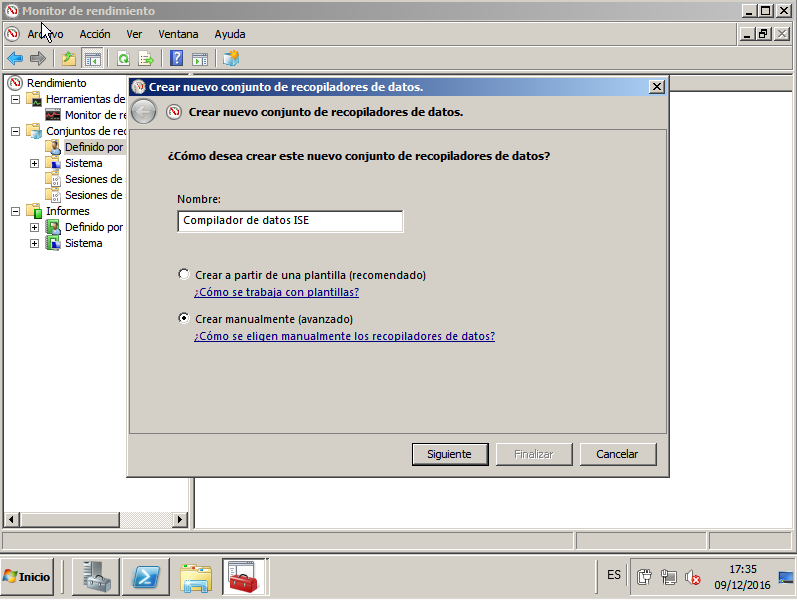 Monitor de rendimiento
Archivo Acción Ver Ventana Ayuda
Rendimiento
Herramientas de
Monitor de re
Conjuntos de rec
Definido por
Sistema
Sesiones de
Sesiones de
Informes
Definido por
Sistema
Crear nuevo conjunto de recopiladores de datos.
Crear nuevo conjunto de recopiladores de datos.
¿Cómo desea crear este nuevo conjunto de recopiladores de datos?
Nombre:
Compilador de datos ISE
Crear a partir de una plantilla (recomendado)
¿Cómo se trabaja con plantillas?
Crear manualmente (avanzado)
¿Cómo se eligen manualmente los recopiladores de datos?
Siguiente Finalizar Cancelar
Inicio
ES
17:35
09/12/2016